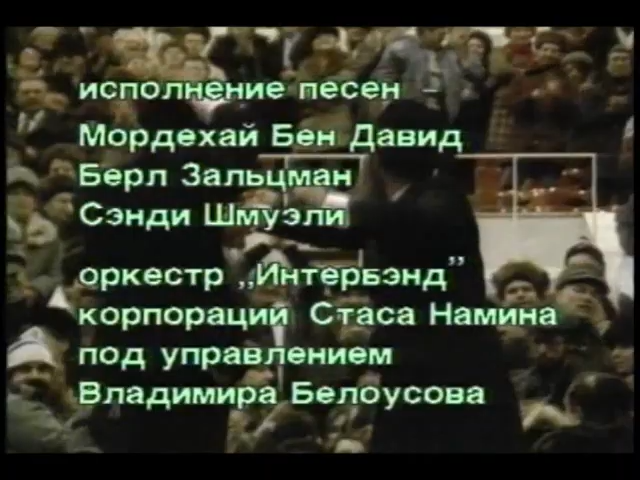 исполнение песен
Мордехай Бен Давид
Берл Зальцман
Сэнди Шмуэли
оркестр „Интербэнд”
корпорации Стаса Намина
под управлением
Владимира Белоусова